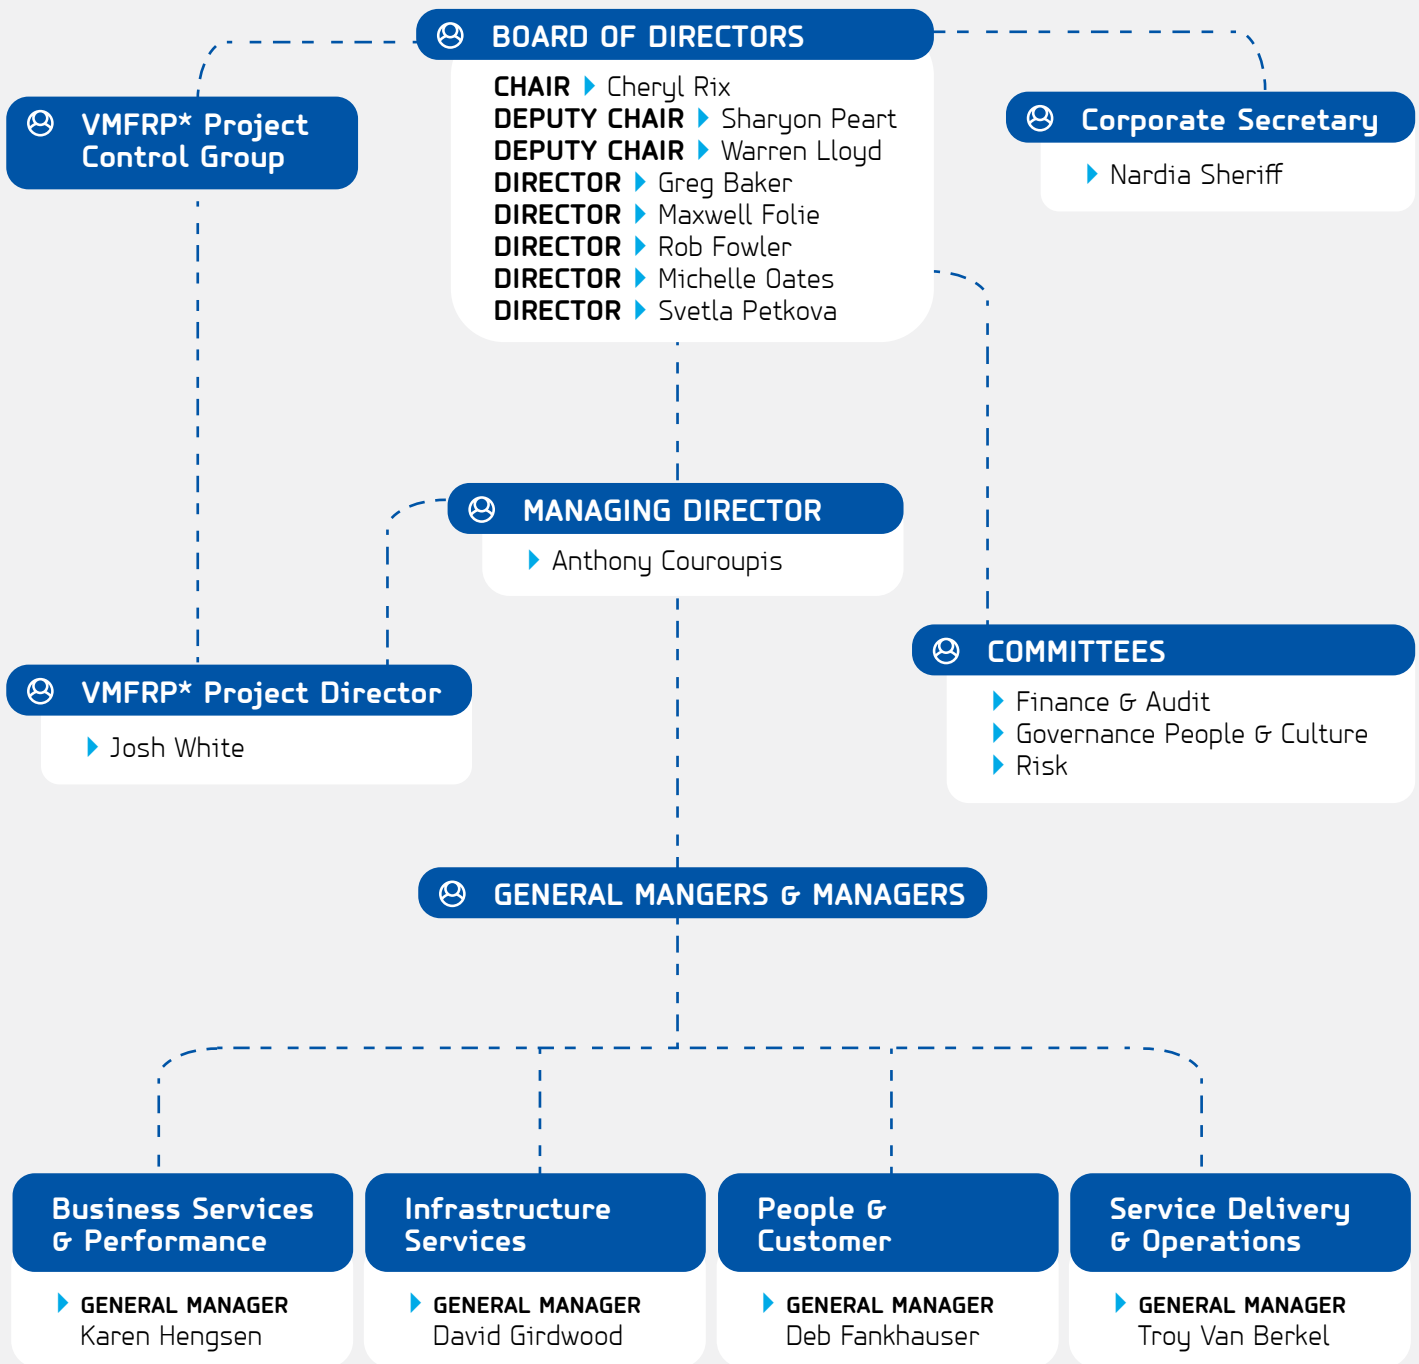 BOARD OF DIRECTORS
CHAIR Cheryl Rix
DEPUTY CHAIR Sharyon Peart
DEPUTY CHAIR Warren Lloyd
DIRECTOR Greg Baker
DIRECTOR Maxwell Folie
DIRECTOR Rob Fowler
DIRECTOR Michelle Oates
DIRECTOR Svetla Petkova
VMFRP* Project
Control Group
Corporate Secretary
Nardia Sheriff
MANAGING DIRECTOR
Anthony Couroupis
VMFRP* Project Director
Josh White
COMMITTEES
Finance & Audit
Governance People & Culture
Risk
GENERAL MANGERS & MANAGERS
Business Services
& Performance
GENERAL MANAGER
Karen Hengsen
Infrastructure
Services
GENERAL MANAGER
David Girdwood
People &
Customer
GENERAL MANAGER
Deb Fankhauser
Service Delivery
& Operations
GENERAL MANAGER
Troy Van Berkel